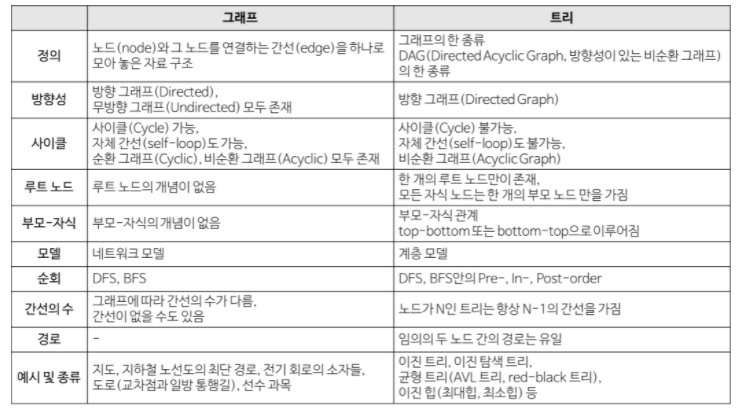 그래프 트리
정의 노드(node)와 그 노드를 연결하는 간선(edge)을 하나로
모아 놓은 자료 구조
그래프의 한 종류
DAG(Directed Acyclic Graph, 방향성이 있는 비순환 그래프)
의 한 종류
방향성 방향 그래프(Directed),
무방향 그래프(Undirected) 모두 존재
방향 그래프(Directed Graph)
사이클 사이클(Cycle) 가능,
자체 간선(self-loop)도 가능,
순환 그래프(Cyclic), 비순환 그래프(Acyclic) 모두 존재
사이클(Cycle) 불가능,
자체 간선(self-loop)도 불가능,
비순환 그래프(Acyclic Graph)
루트 노드 루트 노드의 개념이 없음
한 개의 루트 노드만이 존재,
모든 자식 노드는 한 개의 부모 노드 만을 가짐
부모-자식 부모-자식의 개념이 없음
부모-자식 관계
top-bottom 또는 bottom-top으로 이루어짐
모델 네트워크 모델 계층 모델
순회 DFS, BFS DFS, BFS안의 Pre-, In-, Post-order
간선의 수 그래프에 따라 간선의 수가 다름,
간선이 없을 수도 있음
노드가 N인 트리는 항상 N-1의 간선을 가짐
경로 - 임의의 두 노드 간의 경로는 유일
예시 및 종류 지도, 지하철 노선도의 최단 경로, 전기 회로의 소자들,
도로(교차점과 일방 통행길), 선수 과목
이진 트리, 이진 탐색 트리,
균형 트리(AVL 트리, red-black 트리),
이진 힙(최대힙, 최소힙) 등